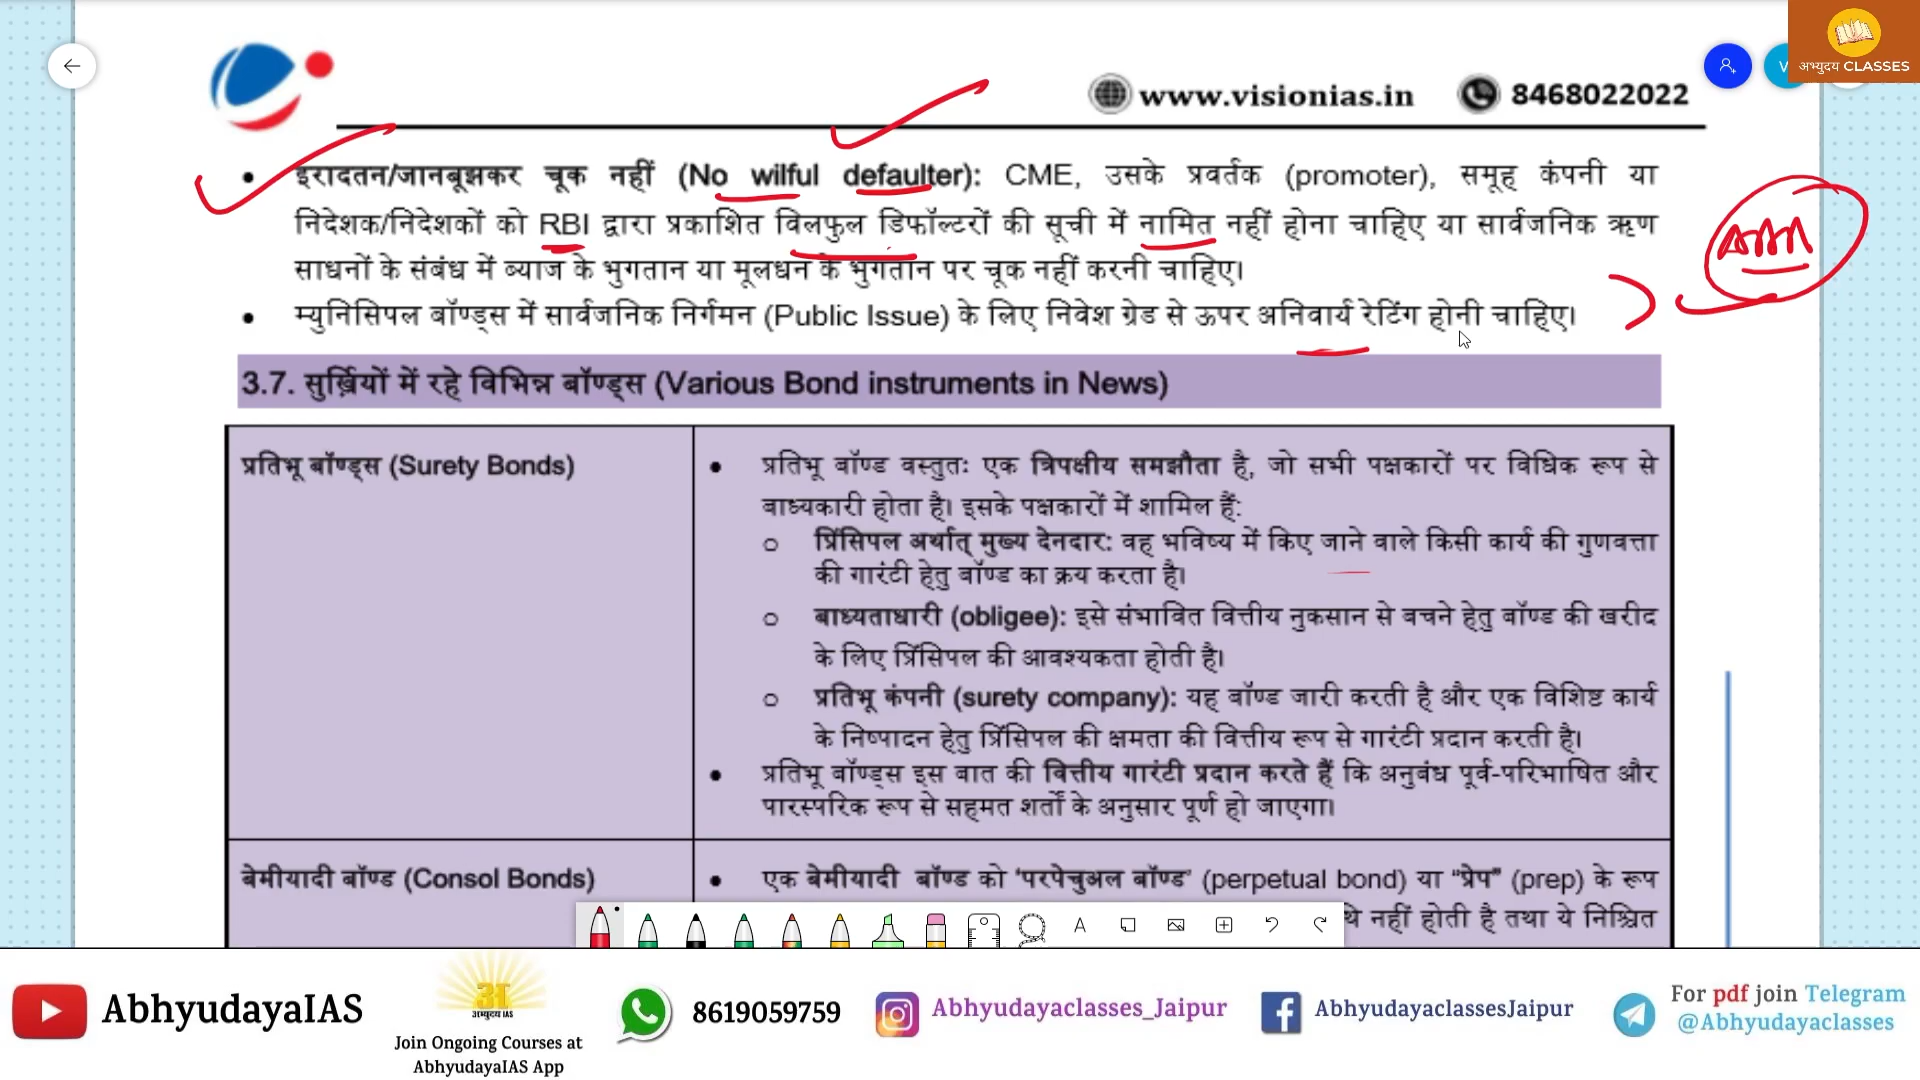 www.visionias.in 8468022022
अभ्युदय CLASSES
• इरादतन/जानबूझकर चूक नहीं (No wilful defaulter): CME, उसके प्रवर्तक (promoter), समूह कंपनी या
निदेशक/निदेशकों को RBI द्वारा प्रकाशित विलफुल डिफॉल्टरों की सूची में नामित नहीं होना चाहिए या सार्वजनिक ऋण
साधनों के संबंध में ब्याज के भुगतान या मूलधन के भुगतान पर चूक नहीं करनी चाहिए।
• म्युनिसिपल बॉण्ड्स में सार्वजनिक निर्गमन (Public Issue) के लिए निवेश ग्रेड से ऊपर अनिवार्य रेटिंग होनी चाहिए।
3.7. सुर्ख़ियों में रहे विभिन्न बॉण्ड्स (Various Bond instruments in News)
प्रतिभू बॉण्ड्स (Surety Bonds)
• प्रतिभू बॉण्ड वस्तुतः एक त्रिपक्षीय समझौता है, जो सभी पक्षकारों पर विधिक रूप से
बाध्यकारी होता है। इसके पक्षकारों में शामिल हैं:
o प्रिंसिपल अर्थात् मुख्य देनदार: वह भविष्य में किए जाने वाले किसी कार्य की गुणवत्ता
की गारंटी हेतु बॉण्ड का क्रय करता है।
o बाध्यताधारी (obligee): इसे संभावित वित्तीय नुकसान से बचने हेतु बॉण्ड की खरीद
के लिए प्रिंसिपल की आवश्यकता होती है।
o प्रतिभू कंपनी (surety company): यह बॉण्ड जारी करती है और एक विशिष्ट कार्य
के निष्पादन हेतु प्रिंसिपल की क्षमता की वित्तीय रूप से गारंटी प्रदान करती है।
• प्रतिभू बॉण्ड्स इस बात की वित्तीय गारंटी प्रदान करते हैं कि अनुबंध पूर्व-परिभाषित और
पारस्परिक रूप से सहमत शर्तों के अनुसार पूर्ण हो जाएगा।
बेमीयादी बॉण्ड (Consol Bonds)
• एक बेमीयादी बॉण्ड को 'परपेचुअल बॉण्ड' (perpetual bond) या "प्रेप" (prep) के रूप
नहीं होती है तथा ये निश्चित
AbhyudayaIAS
अभ्युदय IAS
Join Ongoing Courses at
AbhyudayaIAS App
8619059759
Abhyudayaclasses_Jaipur
AbhyudayaclassesJaipur
For pdf join Telegram
@Abhyudayaclasses